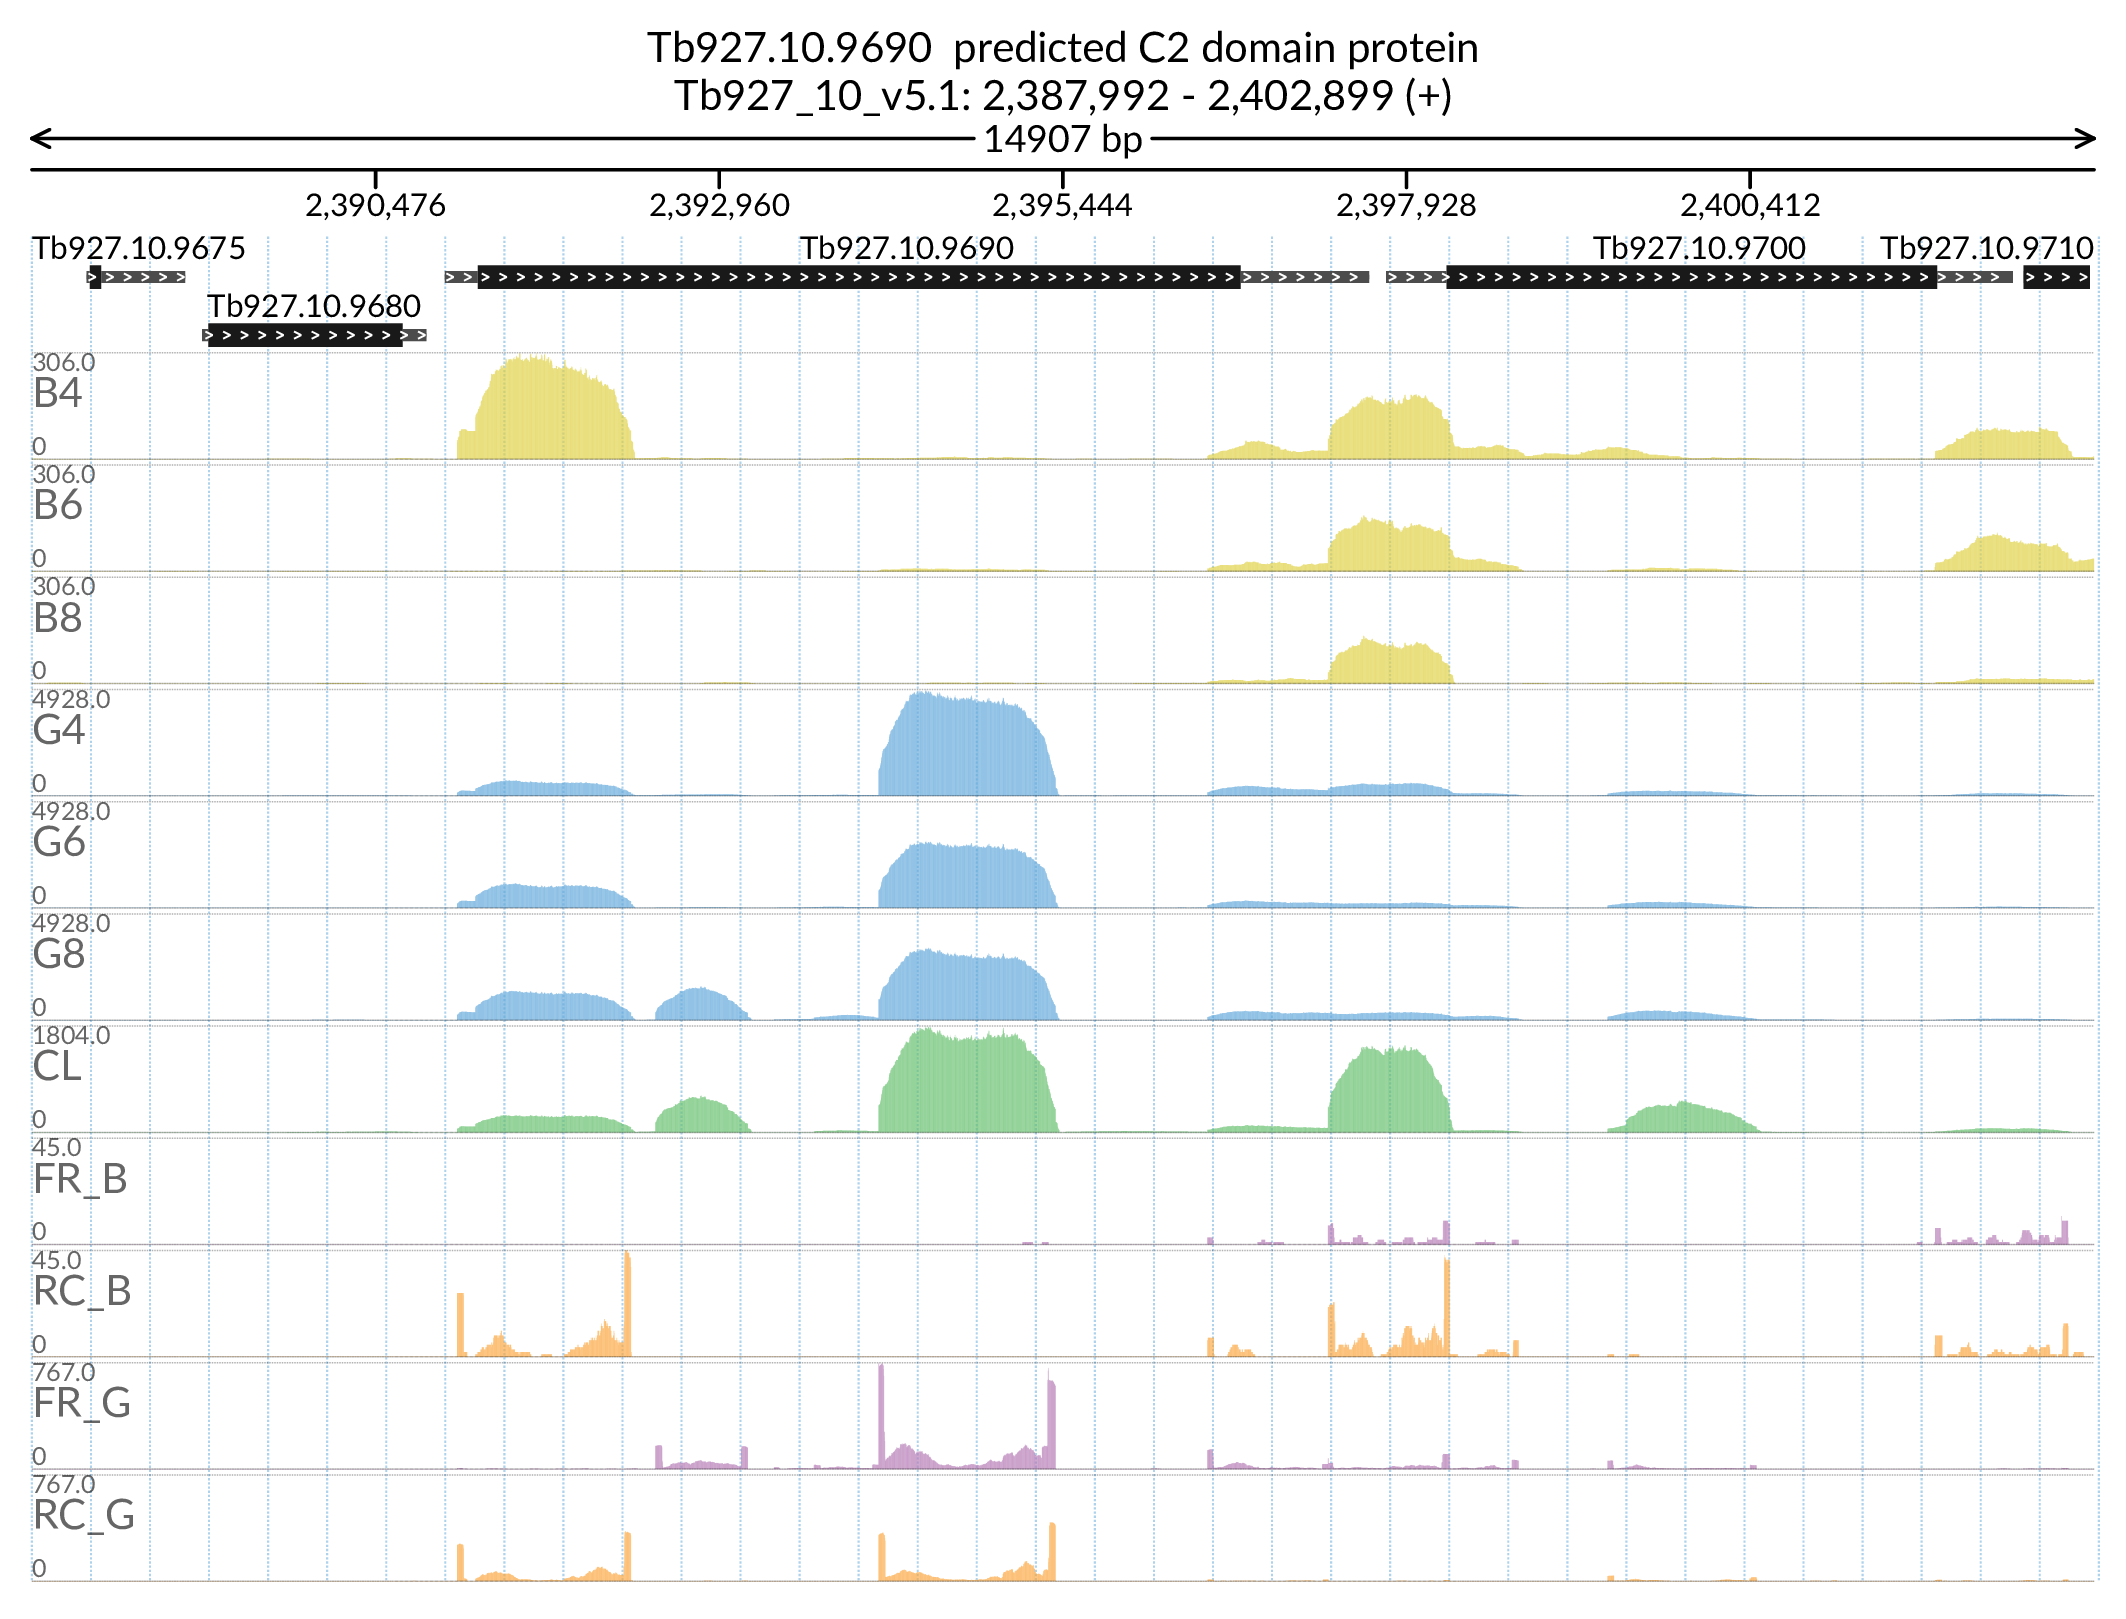 Tb927.10.9690  predicted C2 domain protein
Tb927_10_v5.1: 2,387,992 - 2,402,899 (+)
14907 bp
2,390,476 2,392,960 2,395,444 2,397,928 2,400,412
Tb927.10.9675 Tb927.10.9690 Tb927.10.9700 Tb927.10.9710
Tb927.10.9680
306.0
B4
0
306.0
B6
0
306.0
B8
0
4928.0
G4
0
4928.0
G6
0
4928.0
G8
0
1804.0
CL
0
45.0
FR_B
0
45.0
RC_B
0
767.0
FR_G
0
767.0
RC_G
0